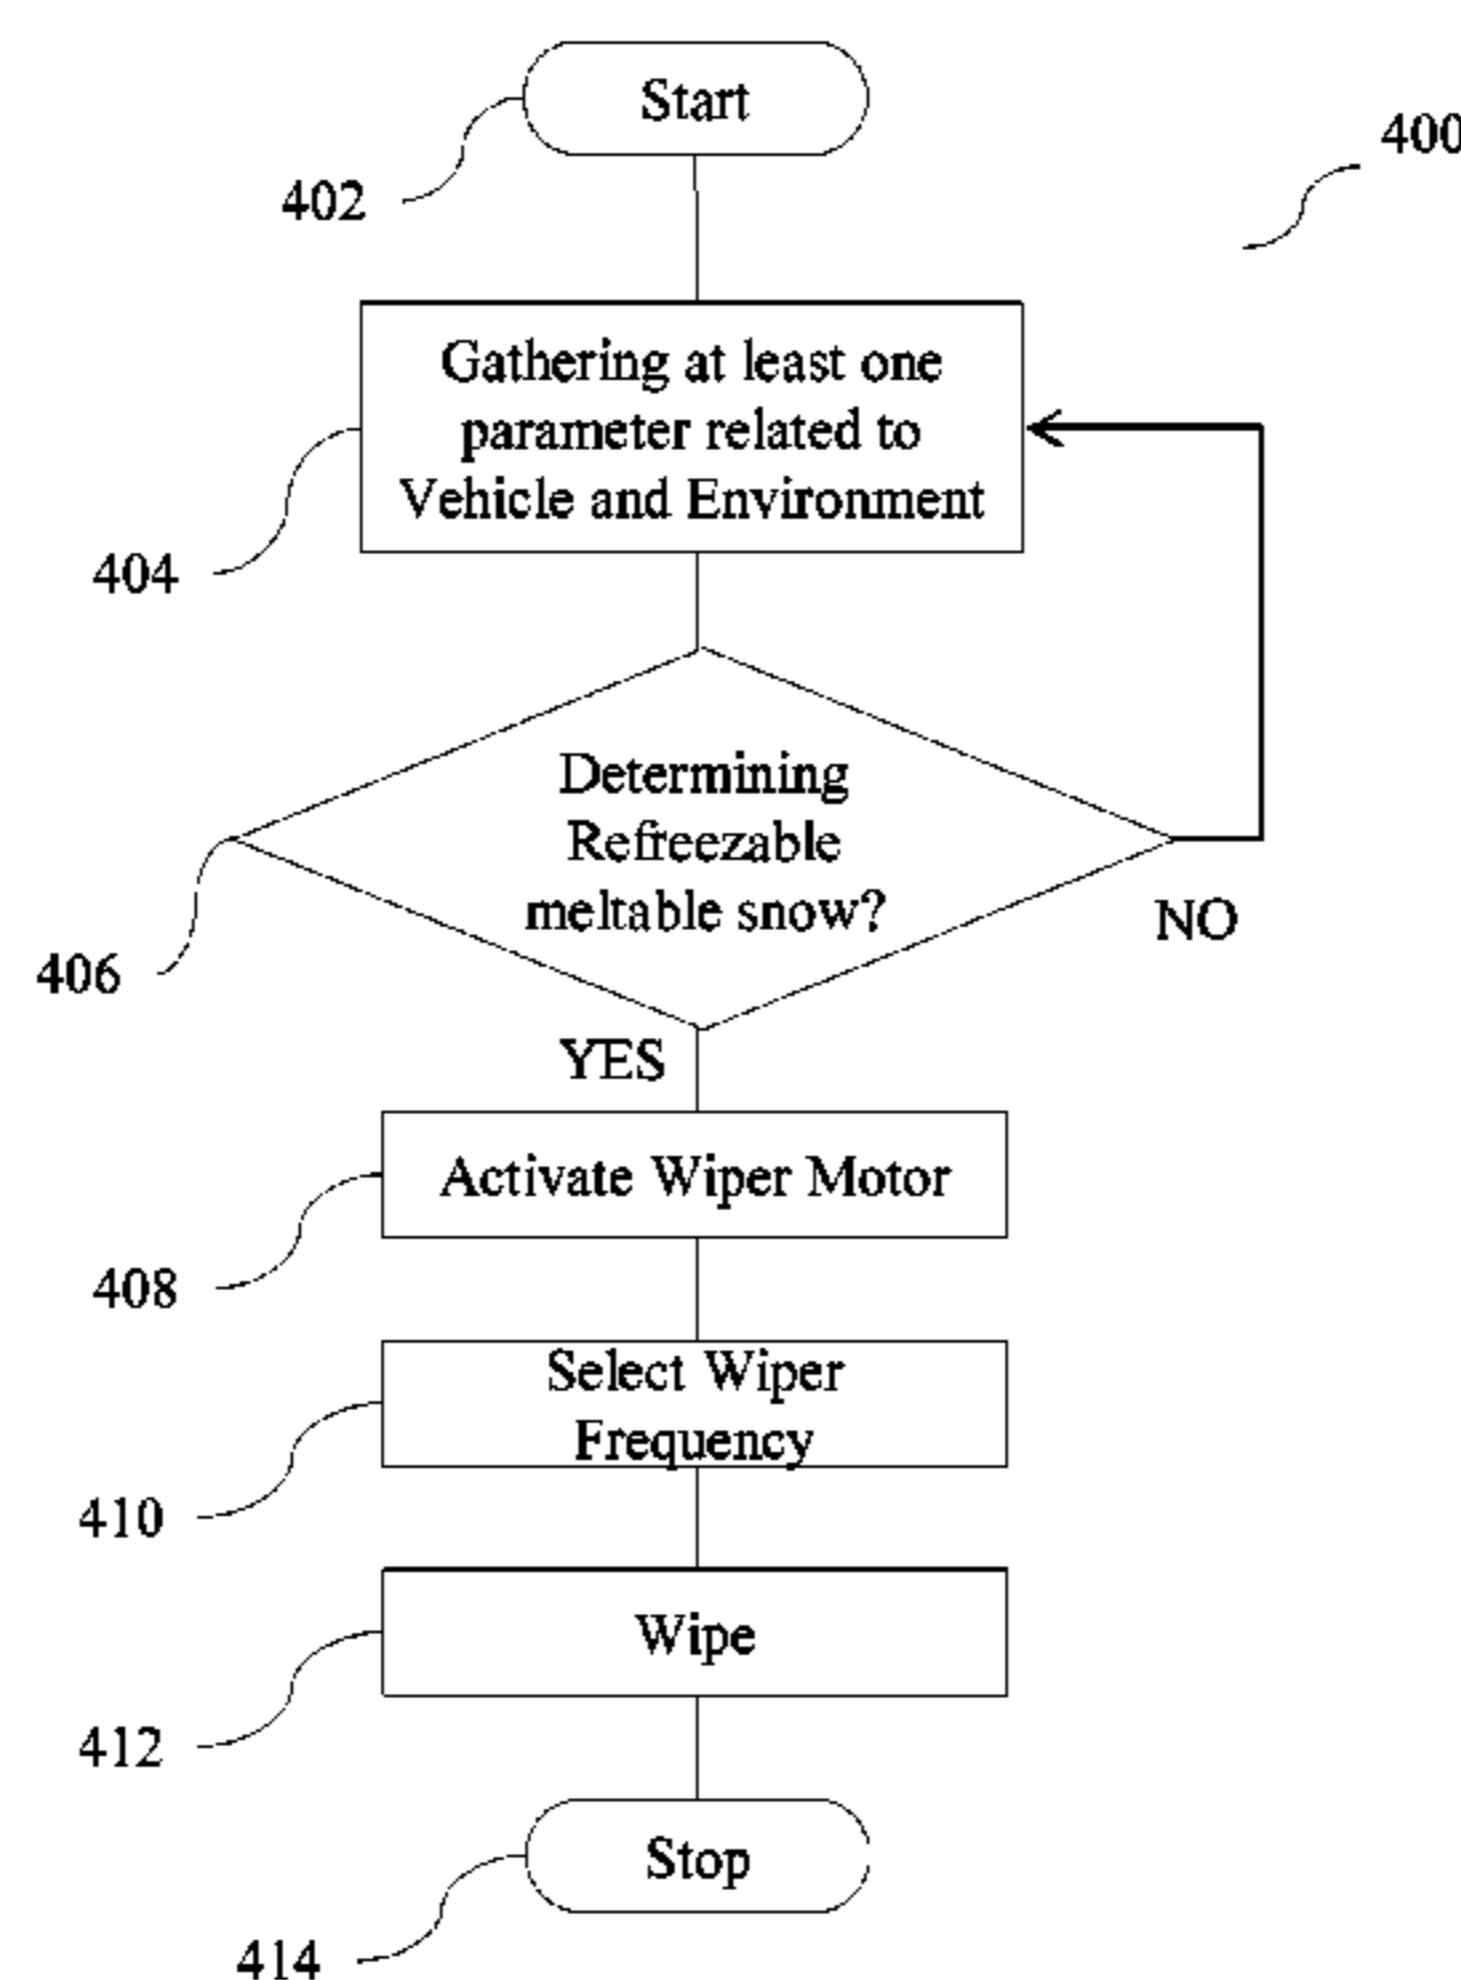 Start
400
402
Gathering at least one
parameter related to
Vehicle and Environment
404
Determining
Refreezable
meltable snow?
NO
406
YES
Activate Wiper Motor
408
Select Wiper
Frequency
410
Wipe
412
Stop
414